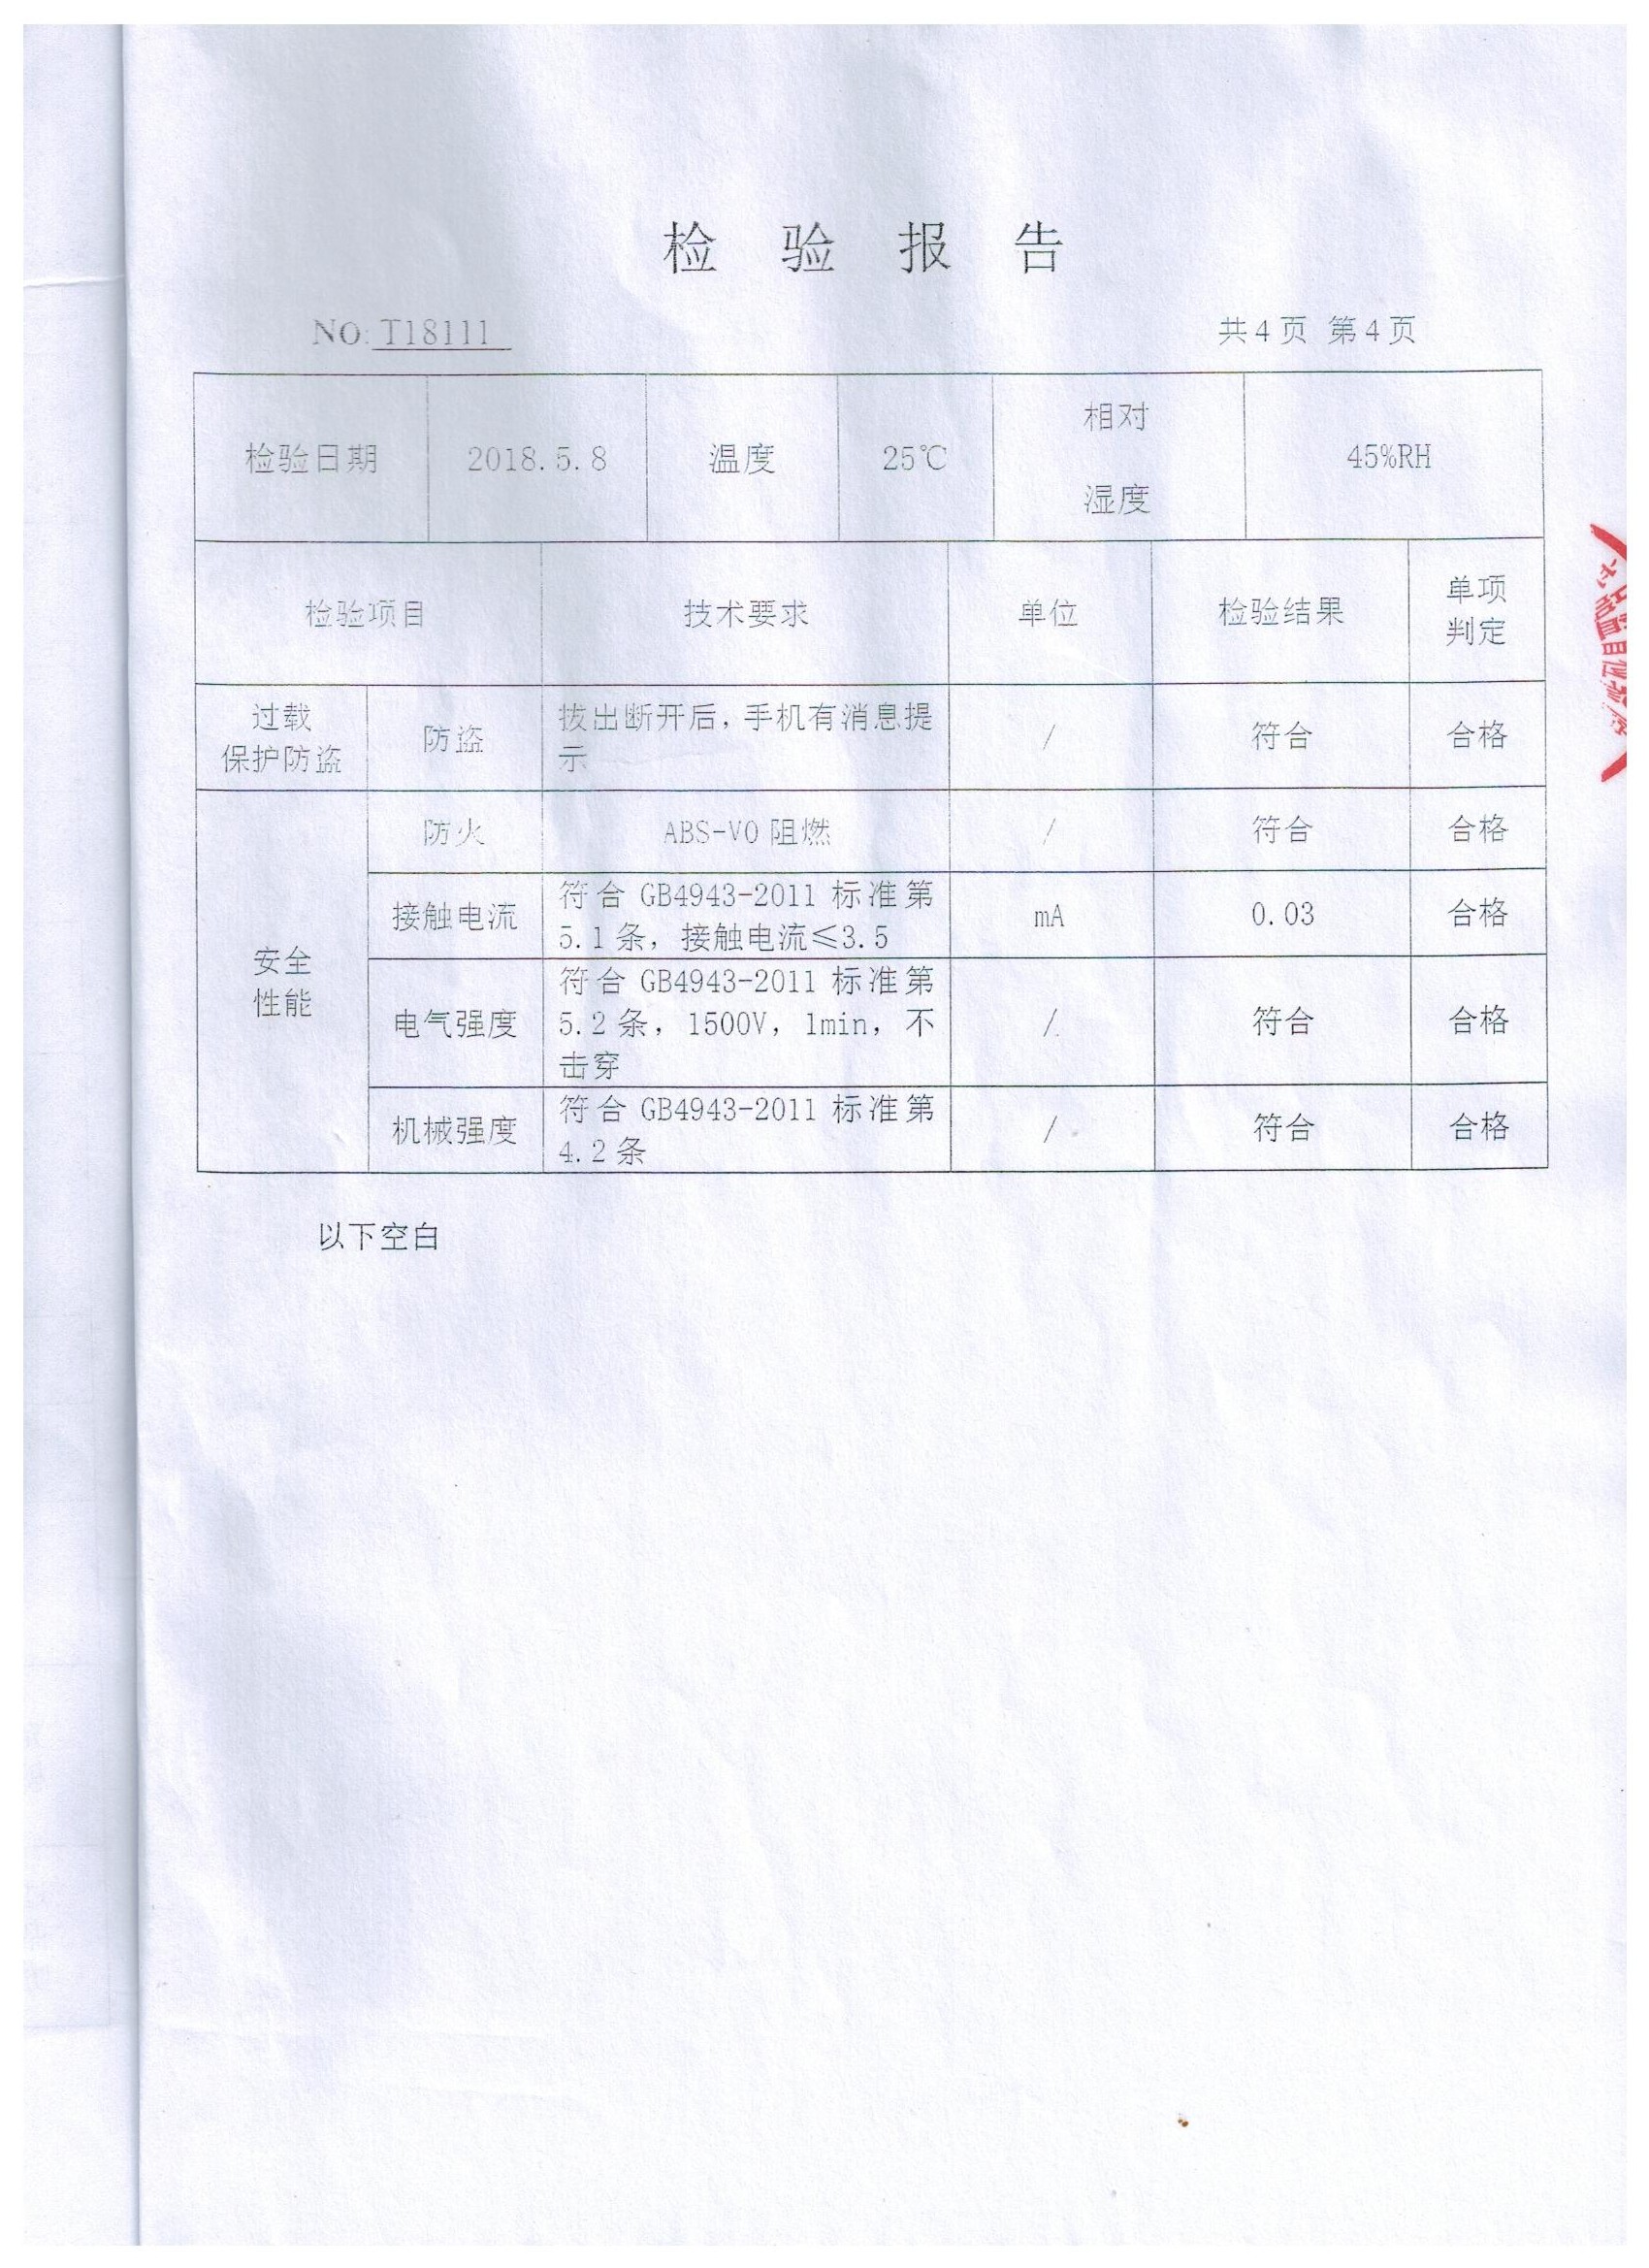 检 验 报 告
NO: T18111
共4页 第4页
检验日期 2018.5.8 温度 25℃ 相对 45%RH
湿度
检验项目 技术要求 单位 检验结果 单项
判定
过载
保护防盗 防盗 拔出断开后，手机有消息提 / 符合 合格
示
安全
性能
防火 ABS-V0阻燃 / 符合 合格
接触电流 符合 GB4943-2011 标准第 mA 0.03 合格
5.1条，接触电流≤3.5
电气强度 符合 GB4943-2011 标准第 / 符合 合格
5.2条，1500V，1min，不
击穿
机械强度 符合 GB4943-2011 标准第 / 符合 合格
4.2条
以下空白